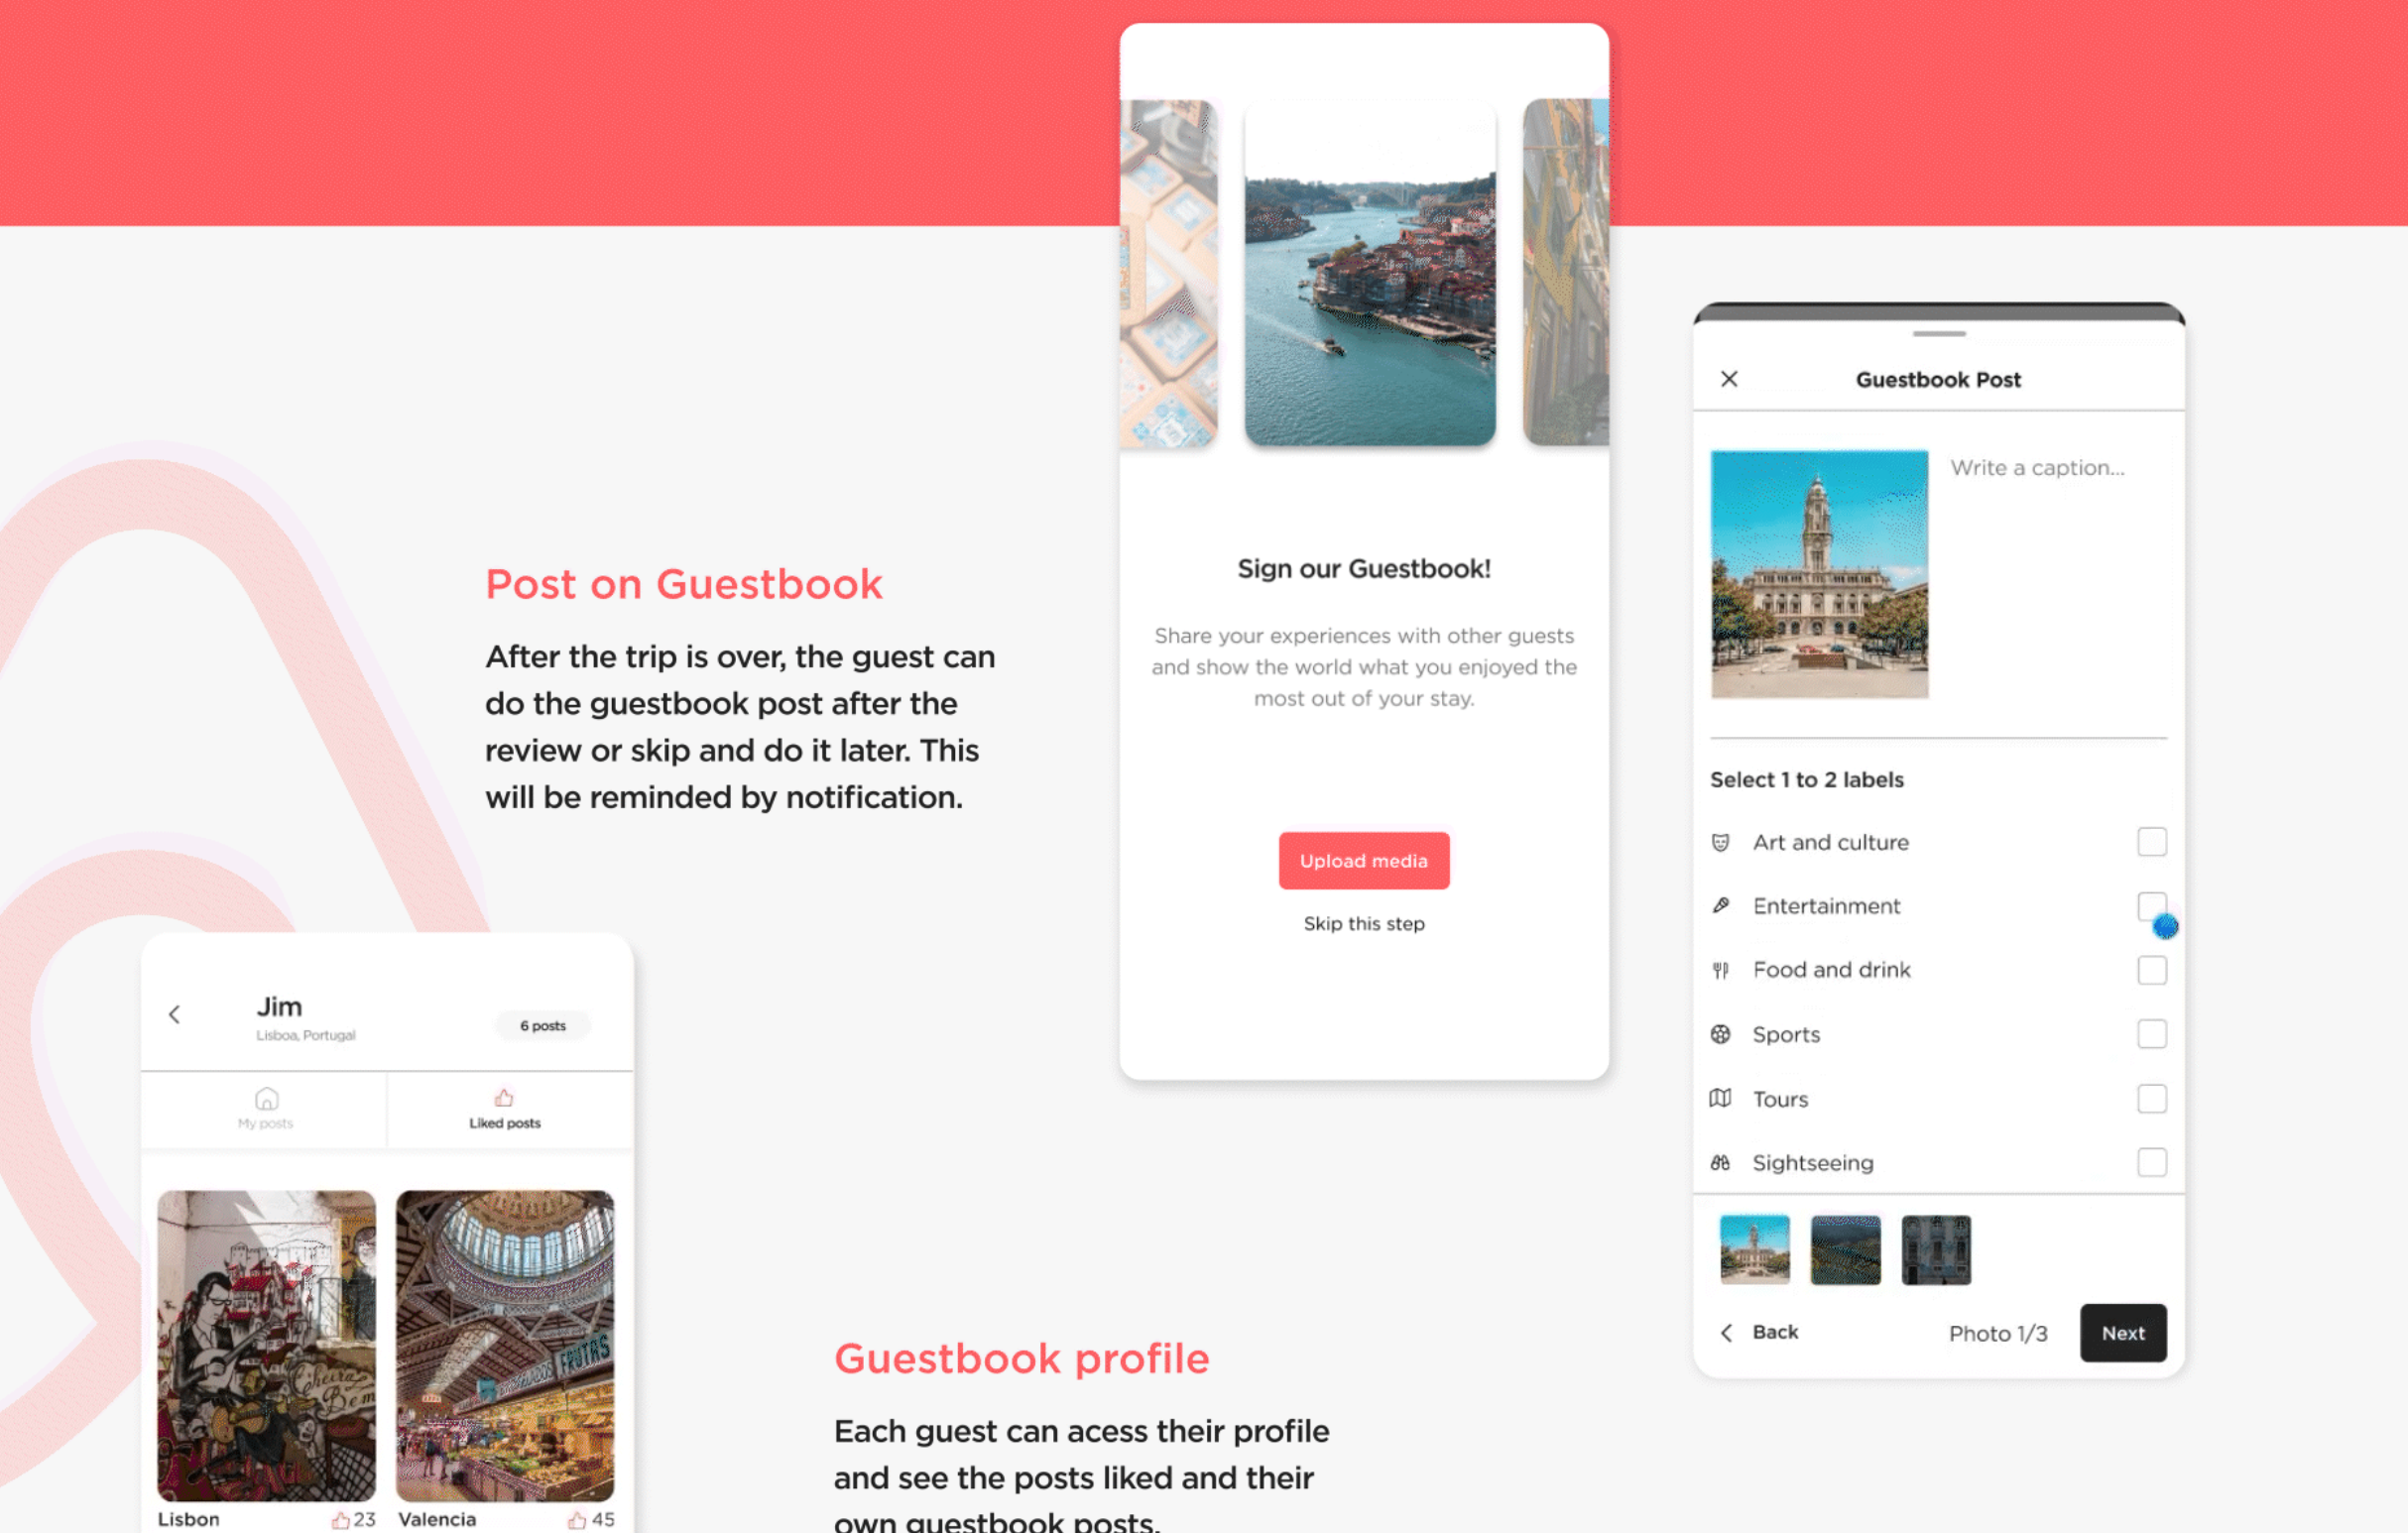 Sign our Guestbook!
Share your experiences with other guests
and show the world what you enjoyed the
most out of your stay.
Upload media
Skip this step
Post on Guestbook
After the trip is over, the guest can
do the guestbook post after the
review or skip and do it later. This
will be reminded by notification.
Guestbook Post
Write a caption...
Select 1 to 2 labels
Art and culture
Entertainment
Food and drink
Sports
Tours
Sightseeing
Back
Photo 1/3
Next
Jim
Lisboa, Portugal
6 posts
My posts
Liked posts
Cheira
Bem
FRUTAS
Lisbon
23
Valencia
45
Guestbook profile
Each guest can acess their profile
and see the posts liked and their
own guestbook posts.